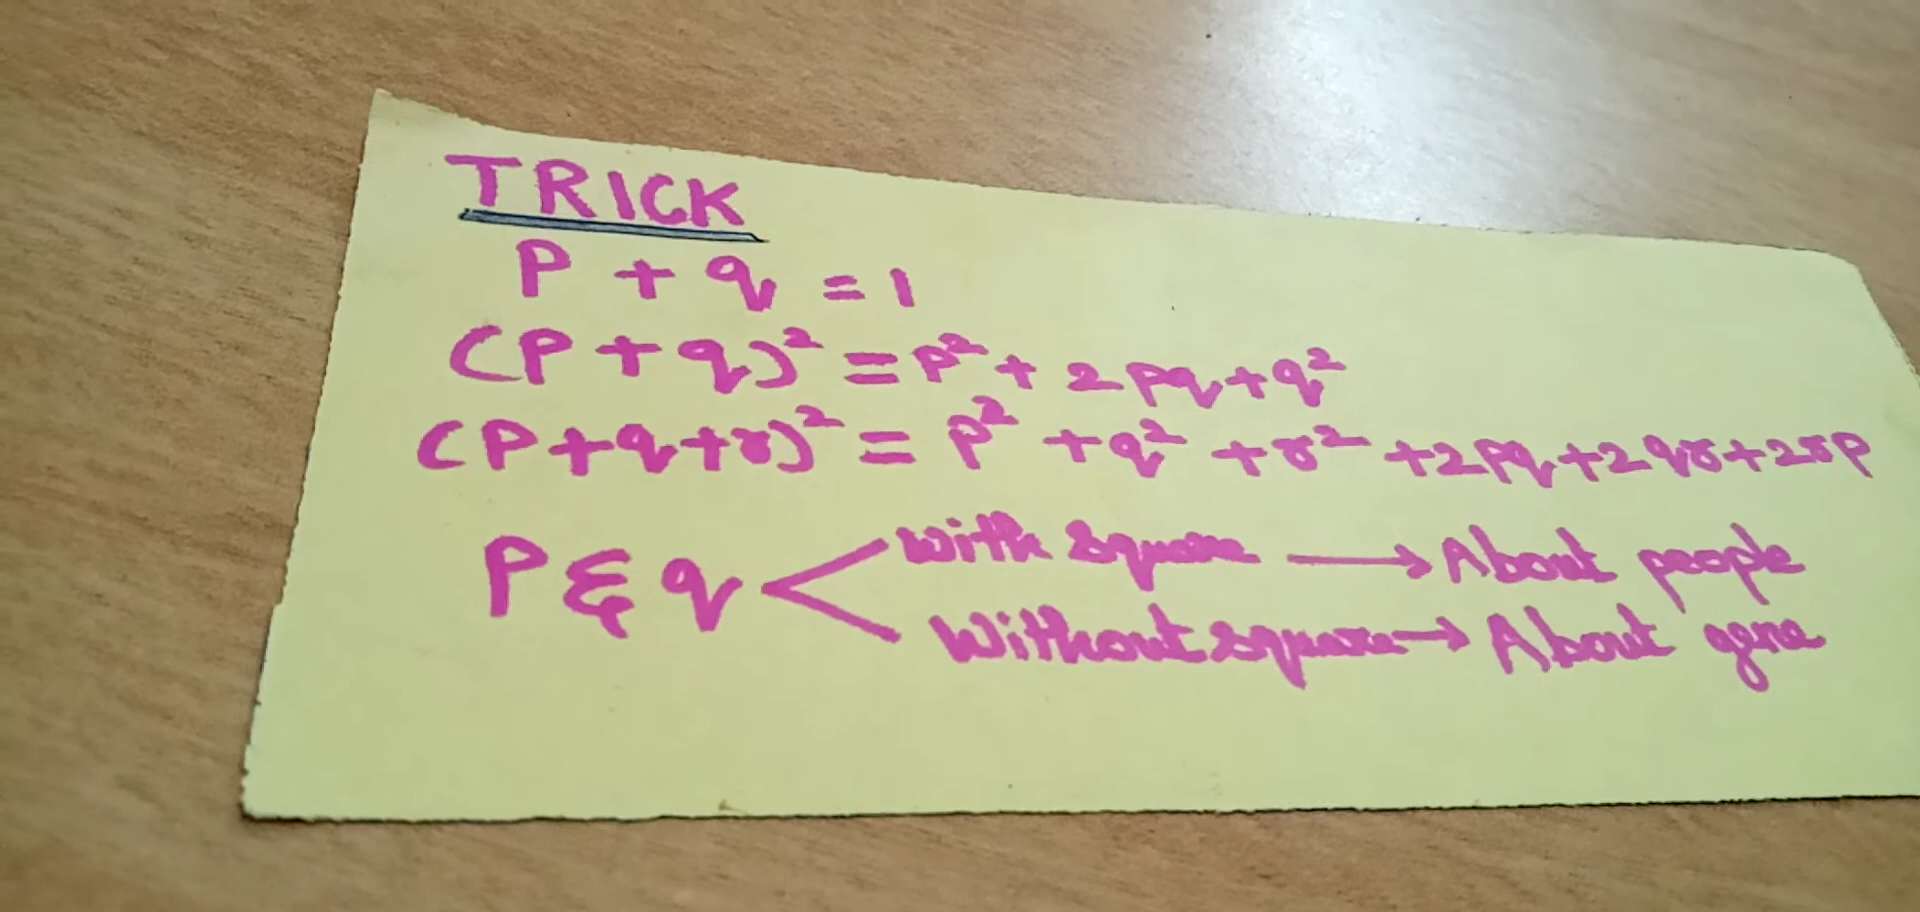 TRICK
P + q = 1
(P + q)² = p² + 2pq + q²
(P + q + r)² = p² + q² + r² + 2pq + 2qr + 2rp
P & q < With square → About people
Without square → About gene